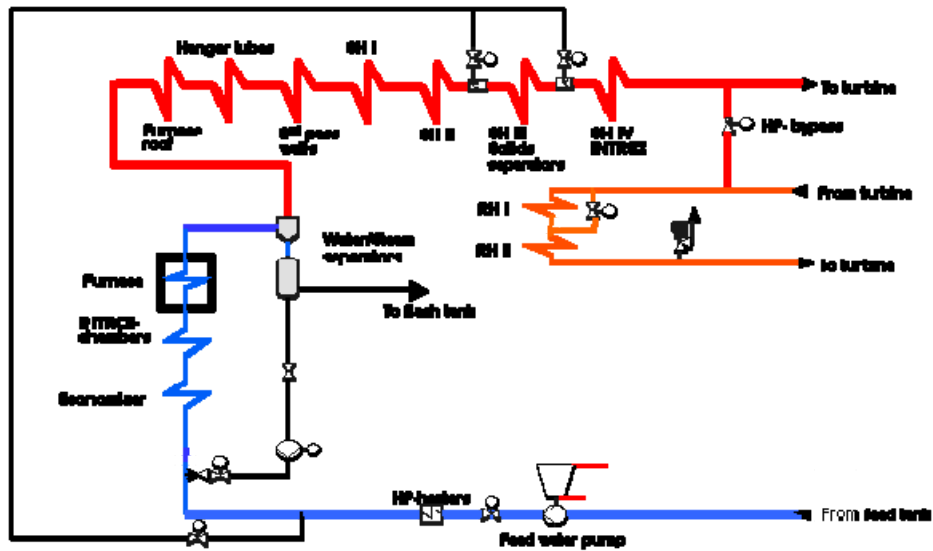 Hanger tubes
SH I
To turbine
HP- bypass
Furnace
roof
2nd pass
walls
SH II
SH III
Solids
separators
SH IV
INTREX
From turbine
RH I
RH II
To turbine
Water/Steam
separators
To flash tank
Furnace
INTREX-
chambers
Economizer
HP-heaters
From feed tank
Feed water pump